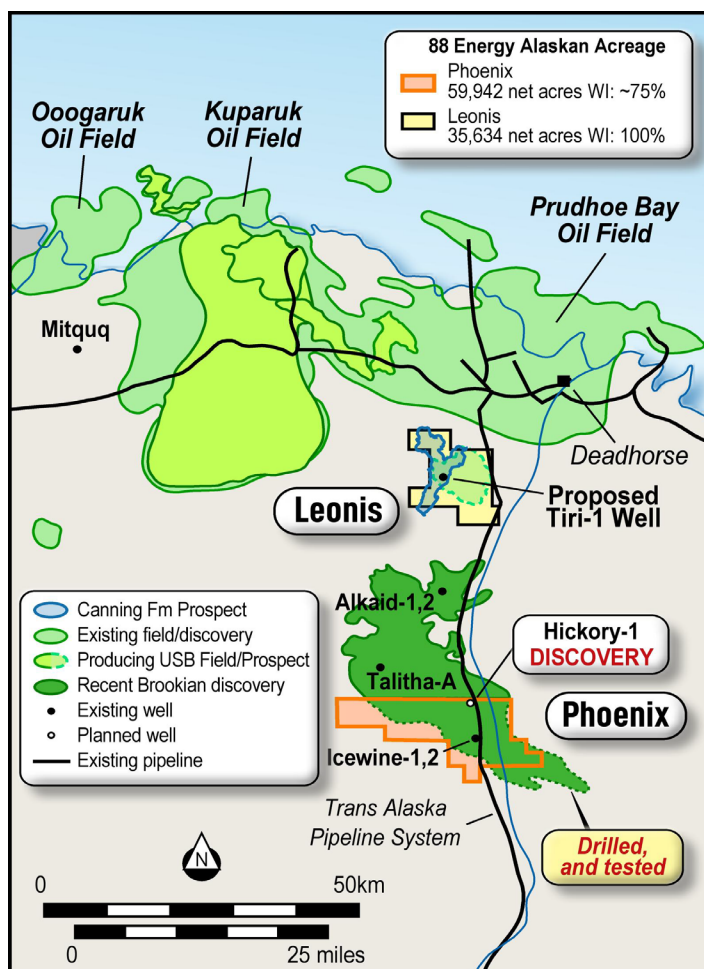 88 Energy Alaskan Acreage
Phoenix
59,942 net acres WI: ~75%
Leonis
35,634 net acres WI: 100%
Ooogaruk
Oil Field
Kuparuk
Oil Field
Prudhoe Bay
Oil Field
Mitquq
Deadhorse
Leonis
Proposed
Tiri-1 Well
Canning Fm Prospect
Existing field/discovery
Producing USB Field/Prospect
Recent Brookian discovery
Existing well
Planned well
Existing pipeline
Alkaid-1,2
Talitha-A
Hickory-1
DISCOVERY
Phoenix
Icewine-1,2
Trans Alaska
Pipeline System
Drilled,
and tested
N
0 50km
0 25 miles